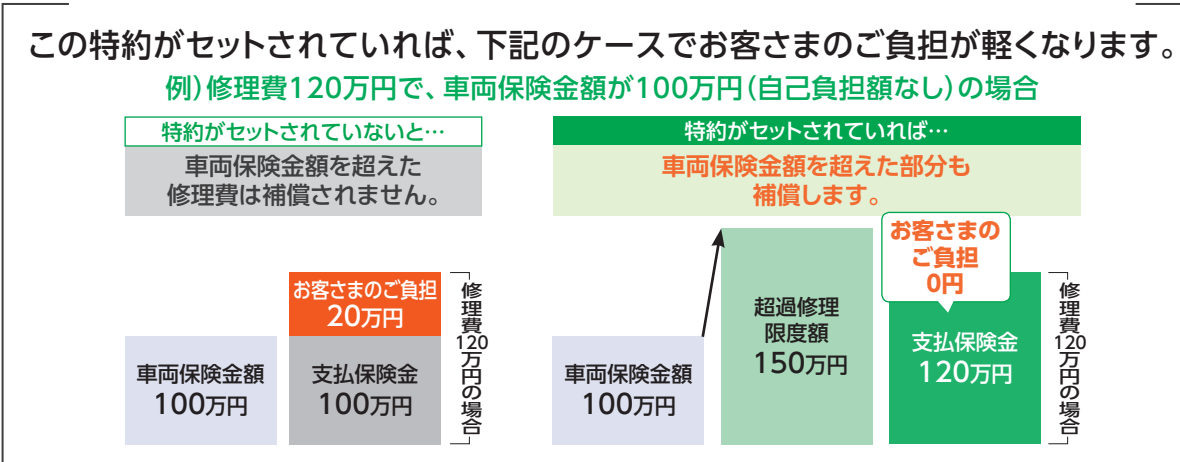 この特約がセットされていれば、下記のケースでお客さまのご負担が軽くなります。
例)修理費120万円で、車両保険金額が100万円(自己負担額なし)の場合
特約がセットされていないと…
車両保険金額を超えた
修理費は補償されません。
車両保険金額
100万円
お客さまのご負担
20万円
支払保険金
100万円
修理費120万円の場合
特約がセットされていれば…
車両保険金額を超えた部分も
補償します。
車両保険金額
100万円
超過修理
限度額
150万円
お客さまの
ご負担
0円
支払保険金
120万円
修理費120万円の場合